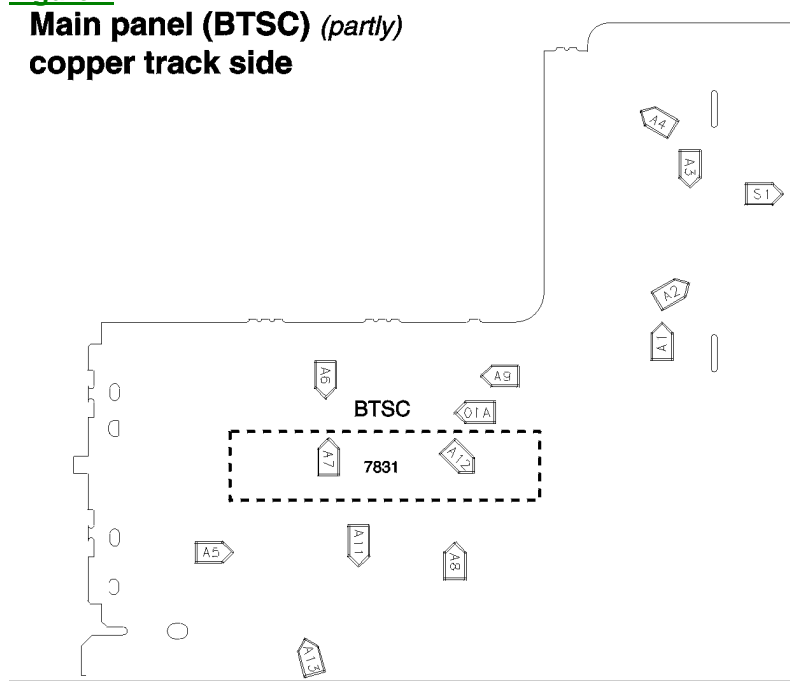 Main panel (BTSC) (partly)
copper track side
A4
A3
S1
A2
A1
A6
A9
BTSC
A10
A7
7831
A12
A5
A11
A8
A13